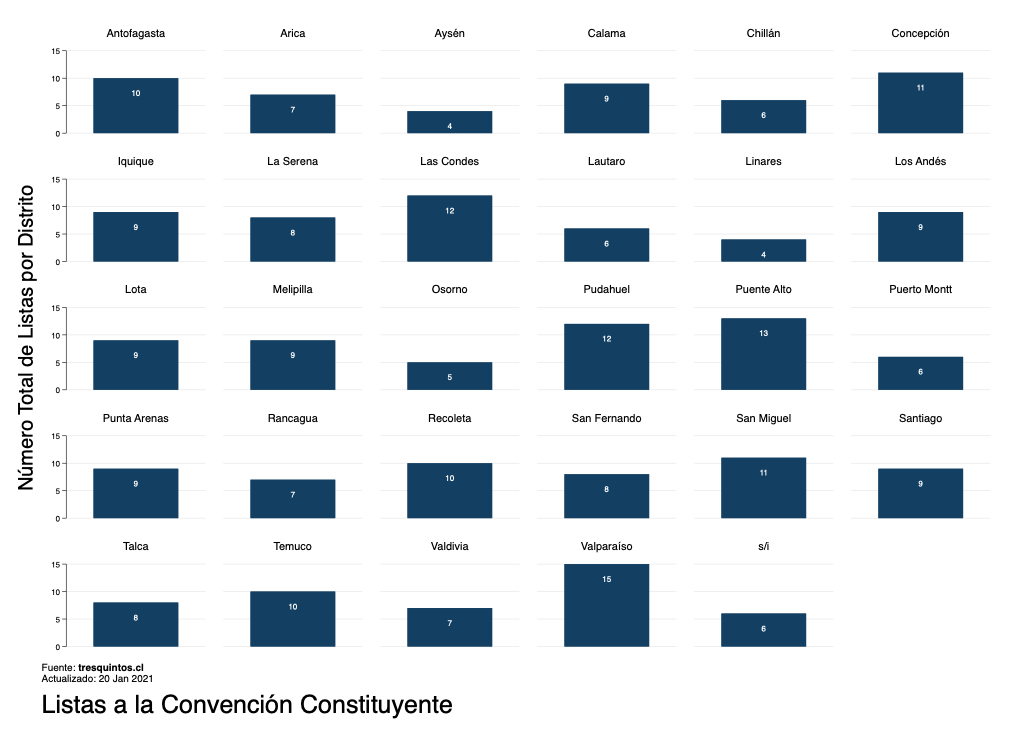 Antofagasta Arica Aysén Calama Chillán Concepción
15
10
5
0
10 7 4 9 6 11
Iquique La Serena Las Condes Lautaro Linares Los Andés
15
10
5
0
9 8 12 6 4 9
Lota Melipilla Osorno Pudahuel Puente Alto Puerto Montt
15
10
5
0
9 9 5 12 13 6
Punta Arenas Rancagua Recoleta San Fernando San Miguel Santiago
15
10
5
0
9 7 10 8 11 9
Talca Temuco Valdivia Valparaíso s/i
15
10
5
0
8 10 7 15 6
Número Total de Listas por Distrito
Fuente: tresquintos.cl
Actualizado: 20 Jan 2021
Listas a la Convención Constituyente